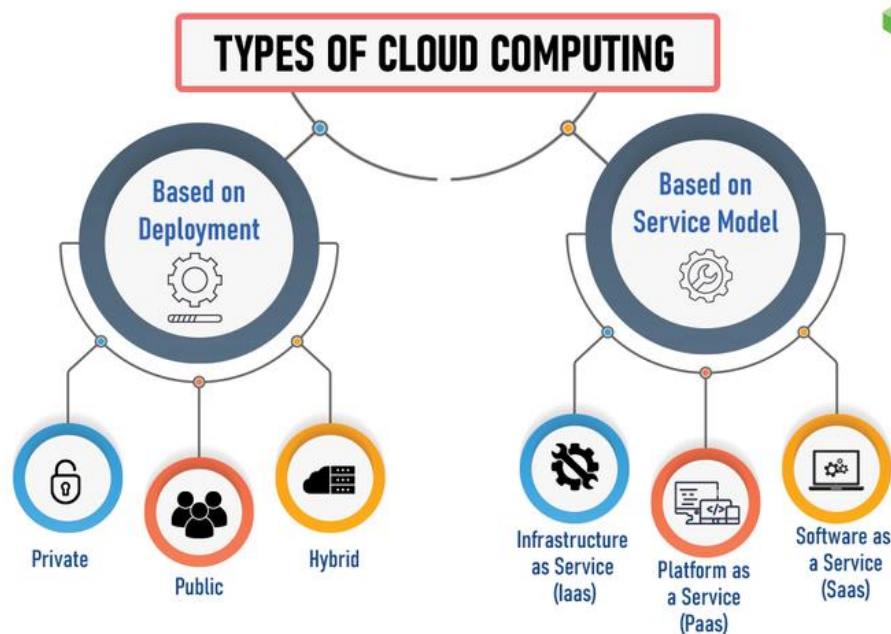 TYPES OF CLOUD COMPUTING
Based on
Deployment
Private
Public
Hybrid
Based on
Service Model
Infrastructure
as Service
(Iaas)
</>
Platform as
a Service
(Paas)
Software as
a Service
(Saas)